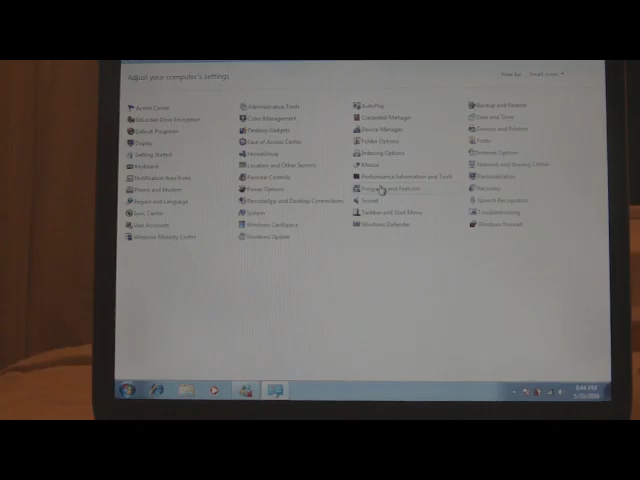 Adjust your computer's settings
View by: Small icons
Action Center
Administrative Tools
AutoPlay
Backup and Restore
BitLocker Drive Encryption
Color Management
Credential Manager
Date and Time
Default Programs
Desktop Gadgets
Device Manager
Devices and Printers
Display
Ease of Access Center
Folder Options
Fonts
Getting Started
HomeGroup
Indexing Options
Internet Options
Keyboard
Location and Other Sensors
Mouse
Network and Sharing Center
Notification Area Icons
Parental Controls
Performance Information and Tools
Personalization
Phone and Modem
Power Options
Programs and Features
Recovery
Region and Language
RemoteApp and Desktop Connections
Sound
Speech Recognition
Sync Center
System
Taskbar and Start Menu
Troubleshooting
User Accounts
Windows CardSpace
Windows Defender
Windows Firewall
Windows Mobility Center
Windows Update